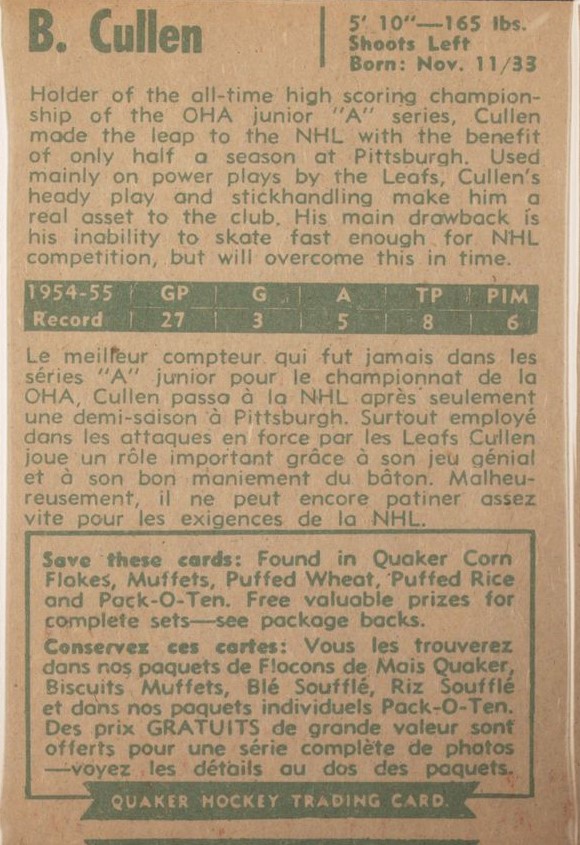 B. Cullen
5' 10"—165 lbs.
Shoots Left
Born: Nov. 11/33
Holder of the all-time high scoring champion-
ship of the OHA junior "A" series, Cullen
made the leap to the NHL with the benefit
of only half a season at Pittsburgh. Used
mainly on power plays by the Leafs, Cullen's
heady play and stickhandling make him a
real asset to the club. His main drawback is
his inability to skate fast enough for NHL
competition, but will overcome this in time.
1954-55 GP G A TP PIM
Record 27 3 5 8 6
Le meilleur compteur qui fut jamais dans les
séries "A" junior pour le championnat de la
OHA, Cullen passa à la NHL après seulement
une demi-saison à Pittsburgh. Surtout employé
dans les attaques en force par les Leafs Cullen
joue un rôle important grâce à son jeu génial
et à son bon maniement du bâton. Malheu-
reusement, il ne peut encore patiner assez
vite pour les exigences de la NHL.
Save these cards: Found in Quaker Corn
Flakes, Muffets, Puffed Wheat, Puffed Rice
and Pack-O-Ten. Free valuable prizes for
complete sets—see package backs.
Conservez ces cartes: Vous les trouverez
dans nos paquets de Flocons de Mais Quaker,
Biscuits Muffets, Blé Soufflé, Riz Soufflé
et dans nos paquets individuels Pack-O-Ten.
Des prix GRATUITS de grande valeur sont
offerts pour une série complète de photos
—voyez les détails au dos des paquets.
QUAKER HOCKEY TRADING CARD